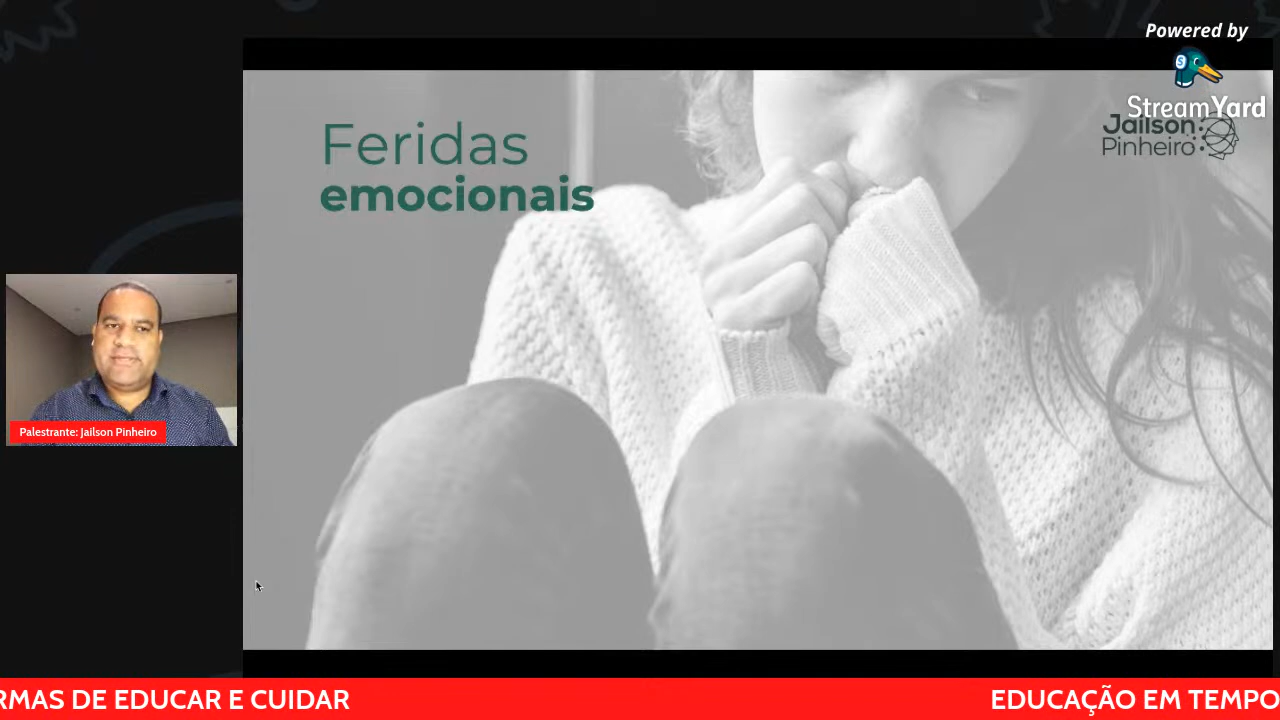 Powered by
StreamYard
Jailson
Pinheiro
Feridas
emocionais
Palestrante: Jailson Pinheiro
RMAS DE EDUCAR E CUIDAR
EDUCAÇÃO EM TEMPO